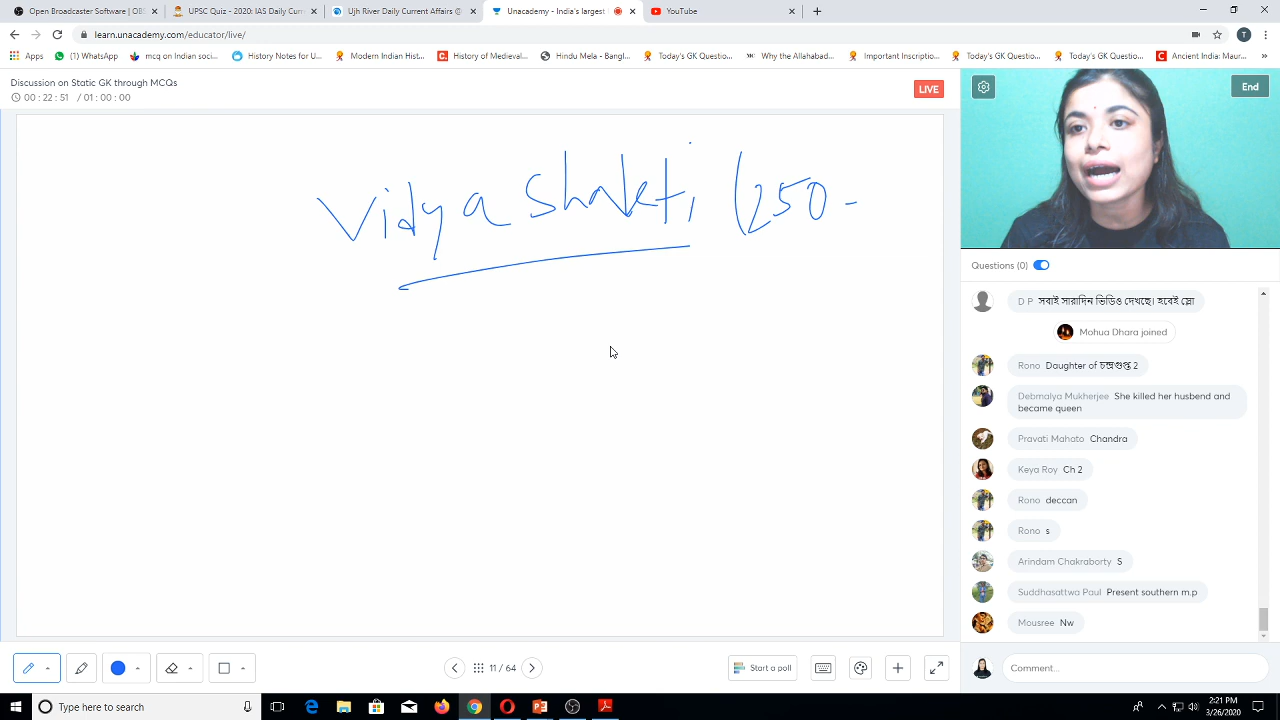 Open Broadcaster Software | OBS
UPSC Quiz - 2020: IAS Daily Curr
Ujh River Daily Current Affairs @
Unacademy - India's largest
YouTube
learn.unacademy.com/educator/live/
T
Apps
(1) WhatsApp
mcq on indian soci...
History Notes for U...
Modern Indian Hist...
History of Medieval...
Hindu Mela - Bangl...
Today's GK Questio...
Why the Allahabad...
Important Inscriptio...
Today's GK Questio...
Today's GK Questio...
Ancient India: Maur...
Discussion on Static GK through MCQs
00 : 22 : 51 / 01 : 00 : 00
LIVE
End
Vidyashakti (250 -
Questions (0)
D P সবাই সারাদিন ভিডিও দেখছে। হবেই স্লো
Mohua Dhara joined
Rono Daughter of চন্দ্রগুপ্ত 2
Debmalya Mukherjee She killed her husbend and
became queen
Pravati Mahato Chandra
Keya Roy Ch 2
Rono deccan
Rono s
Arindam Chakraborty S
Suddhasattwa Paul Present southern m.p
Mousree Nw
11 / 64
Start a poll
Comment...
Type here to search
2:21 PM
3/26/2020